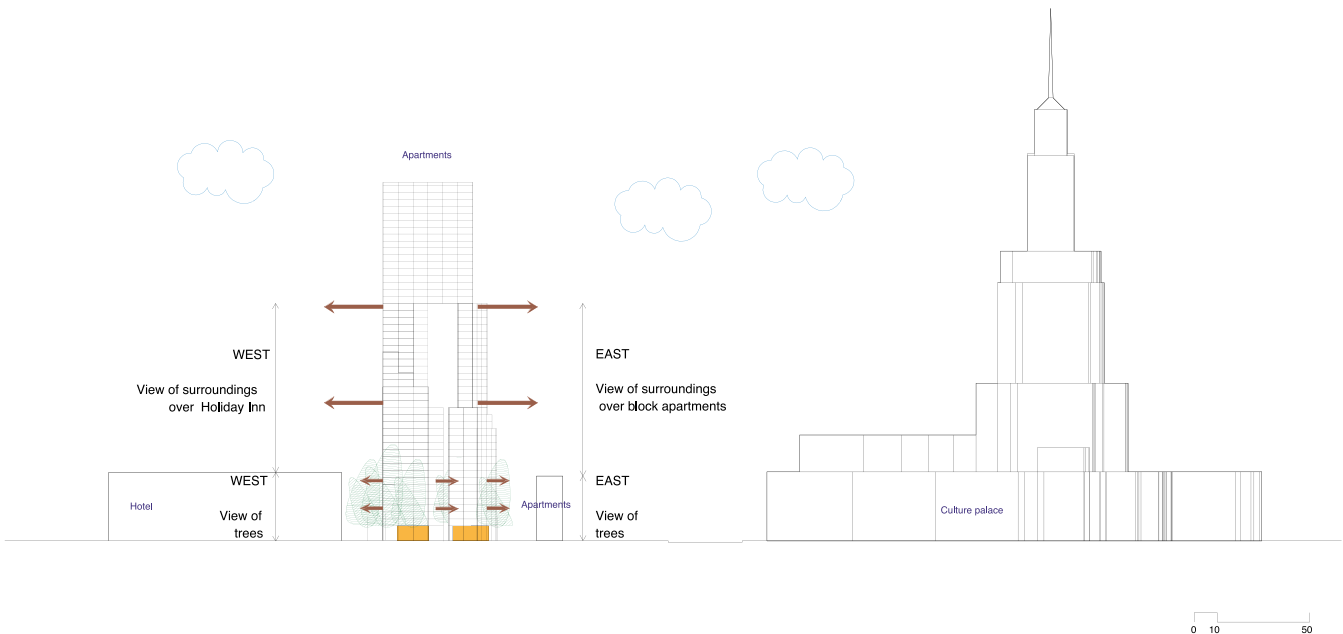 Apartments
WEST
View of surroundings
over Holiday Inn
EAST
View of surroundings
over block apartments
WEST
View of
trees
EAST
View of
trees
Hotel
Apartments
ulture palace
0 10 50